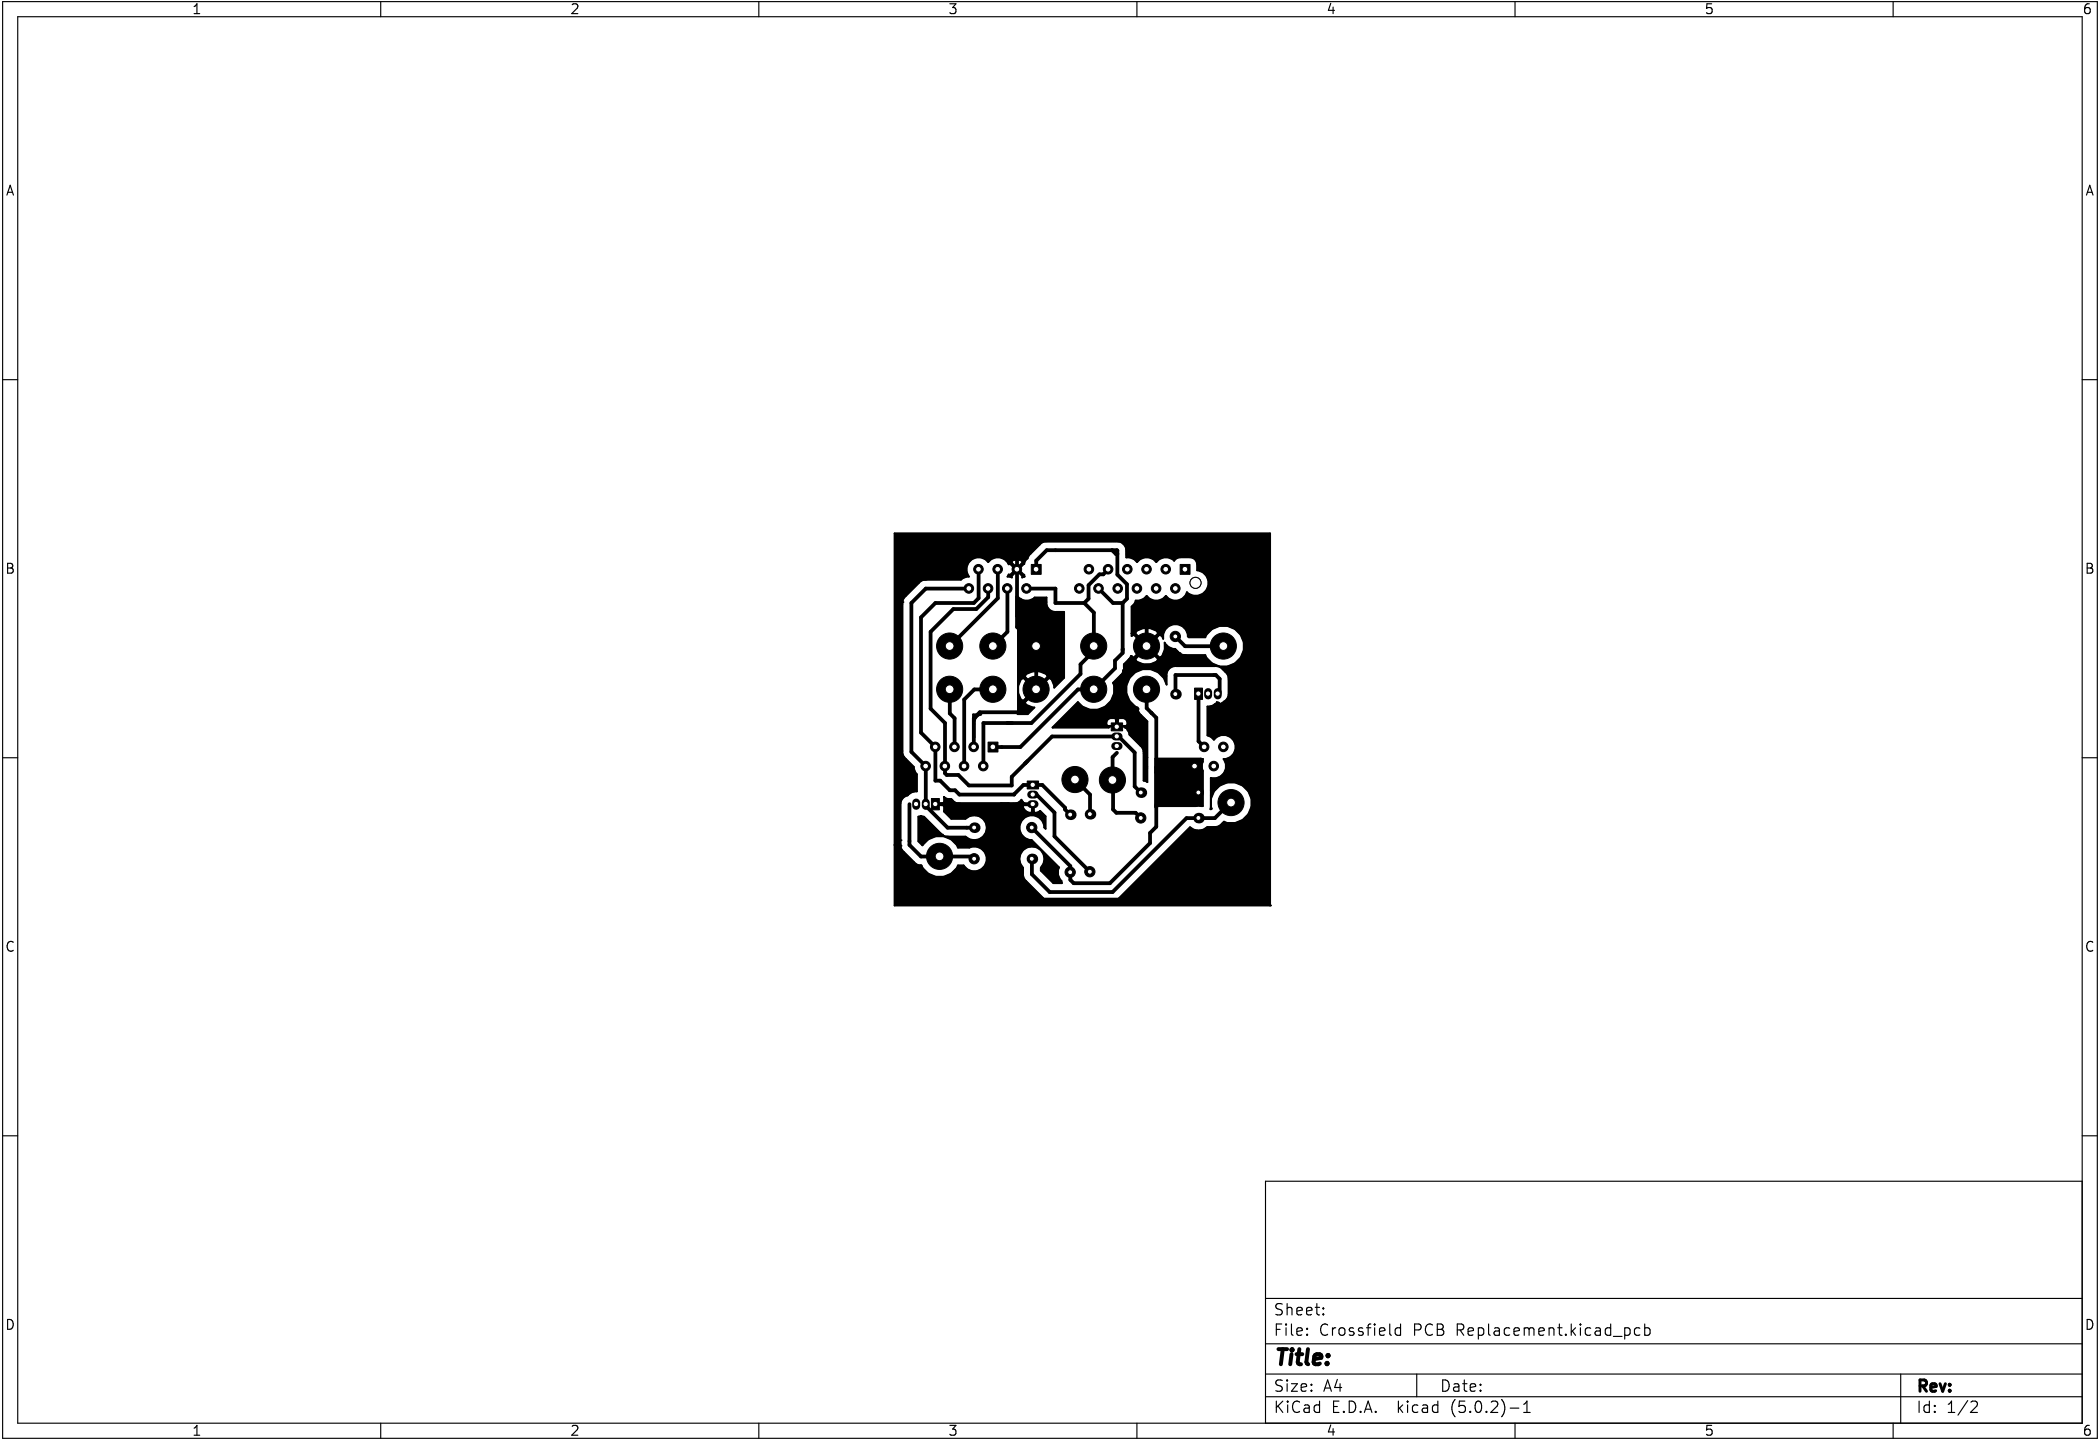 1 2 3 4 5 6
A A
B B
C C
D D
Sheet:
File: Crossfield PCB Replacement.kicad_pcb
Title:
Size: A4 Date: Rev:
KiCad E.D.A. kicad (5.0.2)-1 Id: 1/2
1 2 3 4 5 6